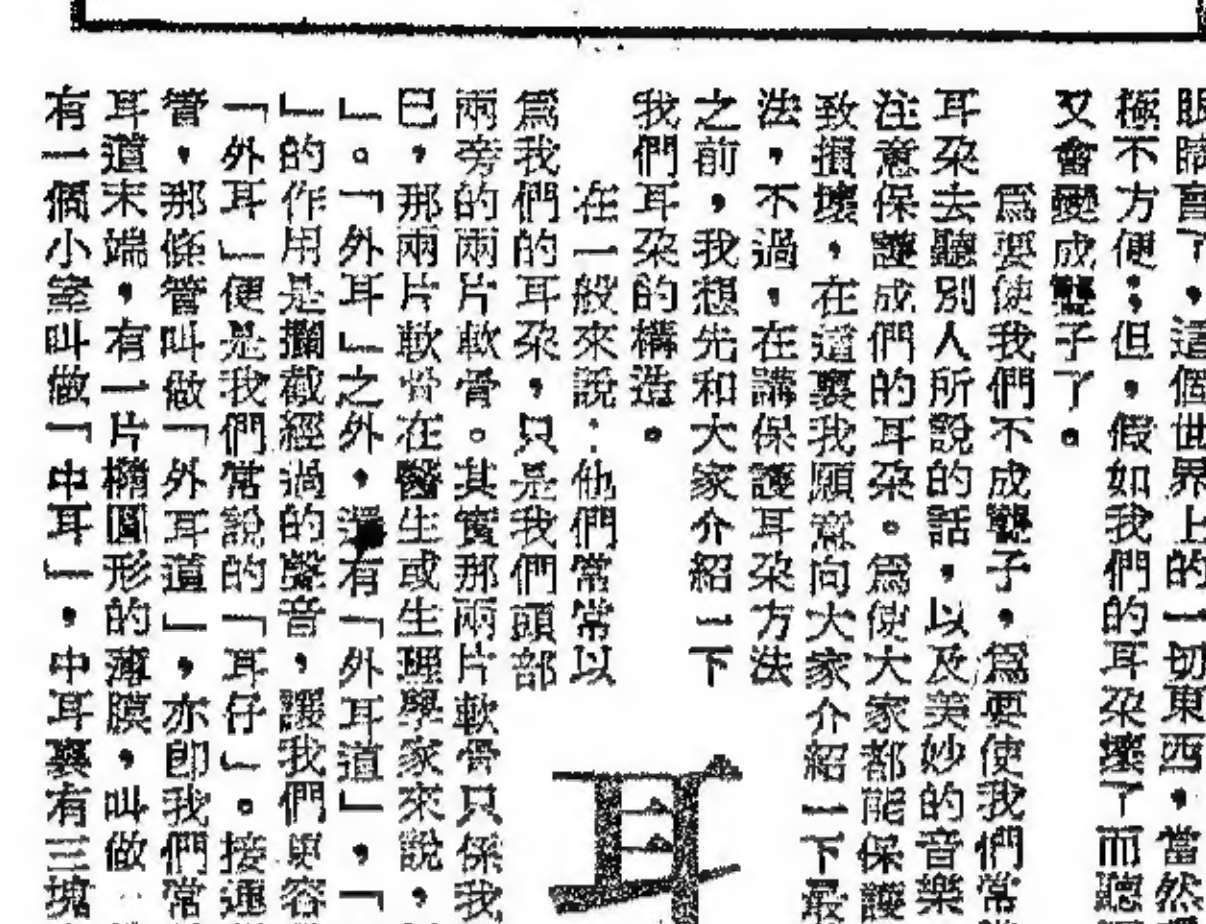 眼睛盲了，這個世界上的一切東西，當然
極不方便；但，假如我們的耳朶壞了而聽
又會變成聾子了。
爲要使我們不成聾子，爲要使我們常
耳朶去聽別人所說的話，以及美妙的音樂
注意保護成們的耳朶。爲使大家都能保護
致損壞，在這裏我願意向大家介紹一下最
法，不過，在講保護耳朶方法
之前，我想先和大家介紹一下
我們耳朶的構造。
在一般來說：他們常常以
爲我們的耳朶，只是我們頭部
兩旁的兩片軟骨。其實那兩片軟骨只係我
已，那兩片軟骨在醫生或生理學家來說，
」。「外耳」之外，還有「外耳道」，「
」的作用是攔截經過的聲音，讓我們更容
「外耳」便是我們常說的「耳仔」。接連
管，那條管叫做「外耳道」，亦即我們常
耳道末端，有一片橢圓形的薄膜，叫做
有一個小室叫做「中耳」，中耳裏有三塊
耳